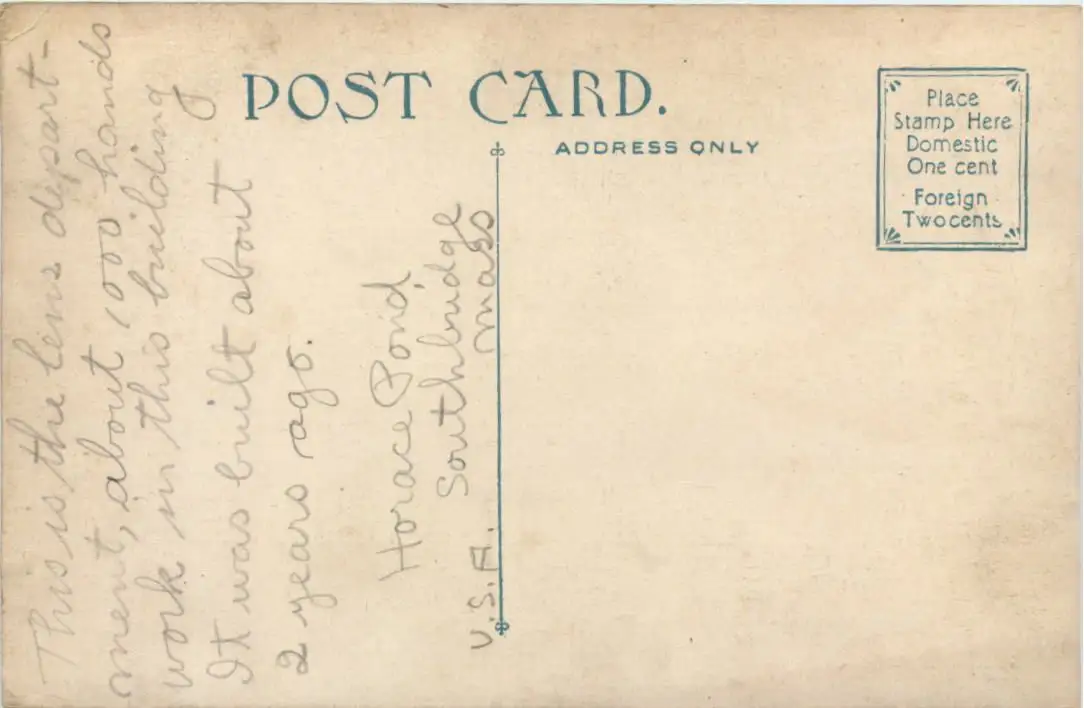 POST CARD.
ADDRESS ONLY
Place
Stamp Here
Domestic
One cent
Foreign
Two cents
This is the lens depart-
ment, about 1000 hands
work in this building
It was built about
2 years ago.
Horace Pond
Southbridge
Mass
U.S.A.